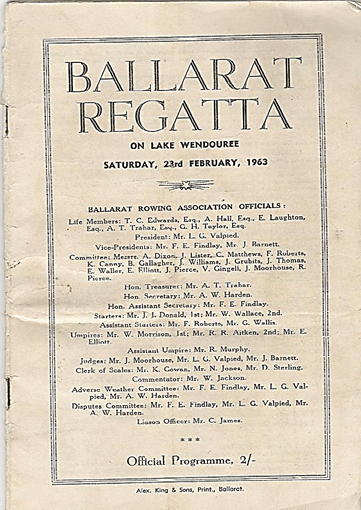 BALLARAT
REGATTA
ON LAKE WENDOUREE
SATURDAY, 23rd FEBRUARY, 1963
BALLARAT ROWING ASSOCIATION OFFICIALS :
Life Members: T. C. Edwards, Esq., A. Hall, Esq., E. Laughton,
Esq., A. T. Trahar, Esq., G. H. Taylor, Esq.
President: Mr. L. G. Valpied.
Vice-Presidents: Mr. F. E. Findlay, Mr. J. Barnett.
Committee: Messrs. A. Dixon, J. Lister, C. Matthews, F. Roberts,
K. Canny, B. Gallagher, J. Williams, J. Grubits, J. Thomas,
E. Waller, E. Elliott, J. Pierce, V. Gingell, J. Moorhouse, R.
Pierce.
Hon. Treasurer: Mr. A. T. Trahar.
Hon. Secretary: Mr. A. W. Harden.
Hon. Assistant Secretary: Mr. F. E. Findlay.
Starters: Mr. J. J. Donald, 1st; Mr. W. Wallace, 2nd.
Assistant Starters: Mr. F. Roberts, Mr. G. Wallis.
Umpires: Mr. W. Morrison, 1st; Mr. R. R. Aitken, 2nd; Mr. E.
Elliott.
Assistant Umpire: Mr. R. Murphy.
Judges: Mr. J. Moorhouse, Mr. L. G. Valpied, Mr. J. Barnett.
Clerk of Scales: Mr. K. Gowan, Mr. N. Jones, Mr. D. Sterling.
Commentator: Mr. W. Jackson.
Adverse Weather Committee: Mr. F. E. Findlay, Mr. L. G. Val-
pied, Mr. A. W. Harden.
Disputes Committee: Mr. F. E. Findlay, Mr. L. G. Valpied, Mr.
A. W. Harden.
Liason Officer: Mr. C. James.
***
Official Programme, 2/-
Alex. King & Sons, Print., Ballarat.